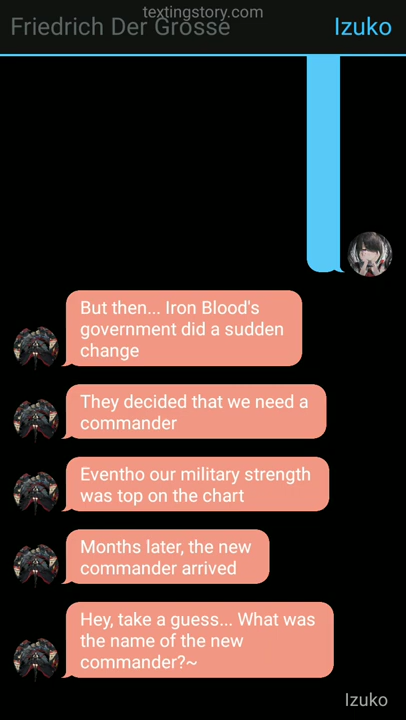 textingstory.com
Friedrich Der Grosse
Izuko
But then... Iron Blood's
government did a sudden
change
They decided that we need a
commander
Eventho our military strength
was top on the chart
Months later, the new
commander arrived
Hey, take a guess... What was
the name of the new
commander?~
Izuko